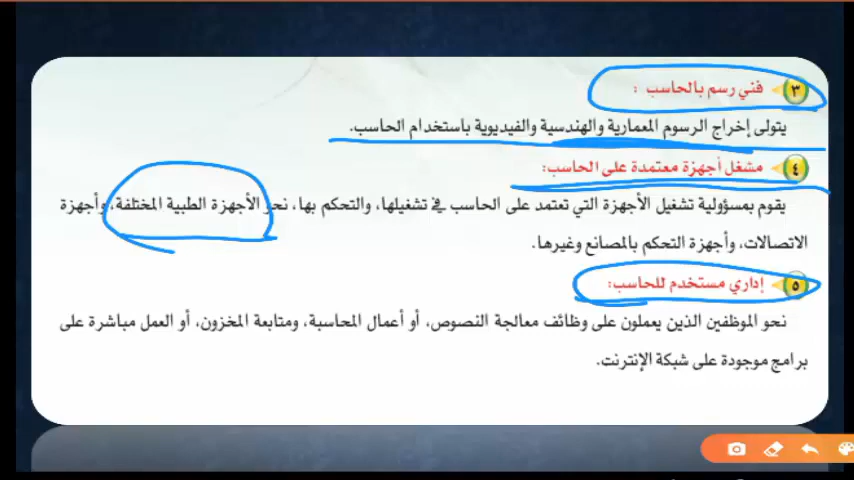 ٣ فني رسم بالحاسب :
يتولى إخراج الرسوم المعمارية والهندسية والفيديوية باستخدام الحاسب.
٤ مشغل أجهزة معتمدة على الحاسب:
يقوم بمسؤولية تشغيل الأجهزة التي تعتمد على الحاسب في تشغيلها، والتحكم بها، نحو الأجهزة الطبية المختلفة، وأجهزة
الاتصالات، وأجهزة التحكم بالمصانع وغيرها.
٥ إداري مستخدم للحاسب:
نحو الموظفين الذين يعملون على وظائف معالجة النصوص، أو أعمال المحاسبة، ومتابعة المخزون، أو العمل مباشرة على
برامج موجودة على شبكة الإنترنت.